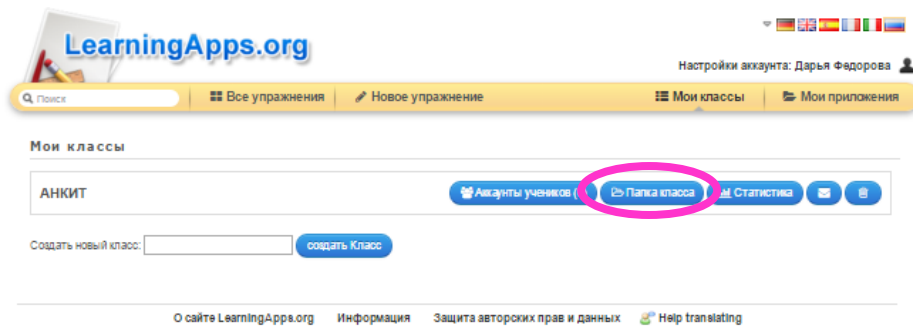 LearningApps.org
Настройки аккаунта: Дарья Федорова
Поиск Все упражнения Новое упражнение Мои классы Мои приложения
Мои классы
АНКИТ Аккаунты учеников Папка класса Статистика
Создать новый класс: создать Класс
О сайте LearningApps.org Информация Защита авторских прав и данных Help translating